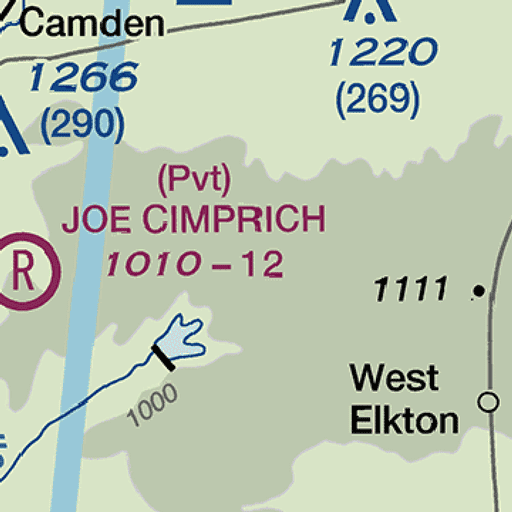 Camden
1220
(269)
1266
(290)
(Pvt)
JOE CIMPRICH
1010 – 12
R
1111
West
Elkton
1000